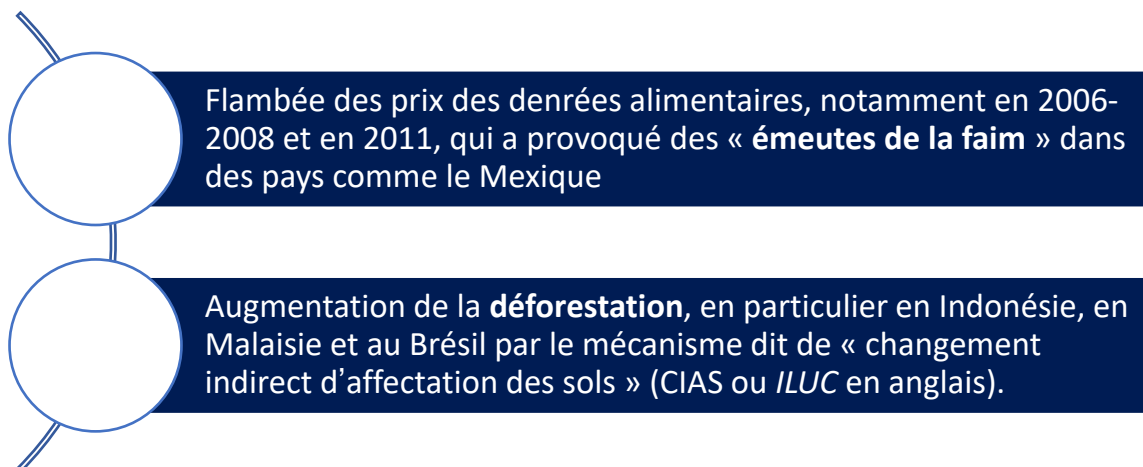 Flambée des prix des denrées alimentaires, notamment en 2006-
2008 et en 2011, qui a provoqué des « émeutes de la faim » dans
des pays comme le Mexique
Augmentation de la déforestation, en particulier en Indonésie, en
Malaisie et au Brésil par le mécanisme dit de « changement
indirect d'affectation des sols » (CIAS ou ILUC en anglais).